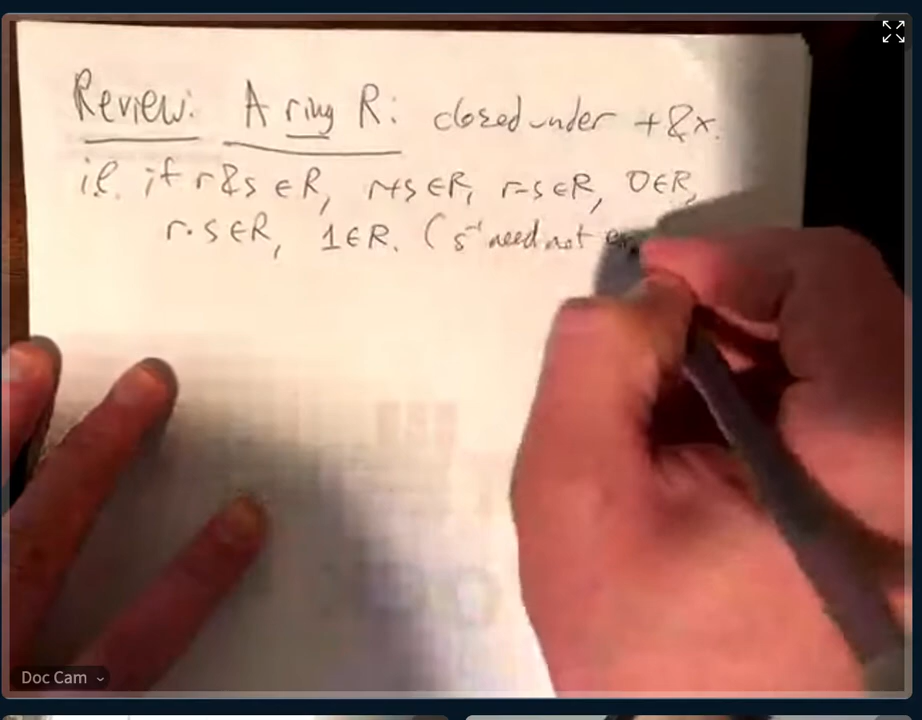 Review: A ring R: closed under + & x.
i.e. if r & s ∈ R, r+s ∈ R, r-s ∈ R, 0 ∈ R,
r·s ∈ R, 1 ∈ R. (s⁻¹ need not
Doc Cam